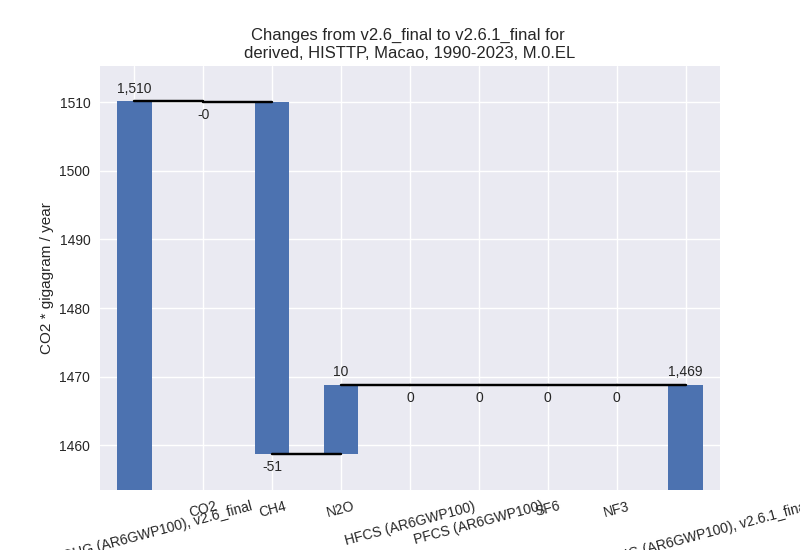 Changes from v2.6_final to v2.6.1_final for
derived, HISTTP, Macao, 1990-2023, M.0.EL
CO2 * gigagram / year
1510
1500
1490
1480
1470
1460
1,510
-0
-51
10
0
0
0
0
1,469
(AR6GWP100), v2.6_final
CO2
CH4
N2O
HFCS (AR6GWP100)
PFCS (AR6GWP100)
SF6
NF3
(AR6GWP100), v2.6.1_fina